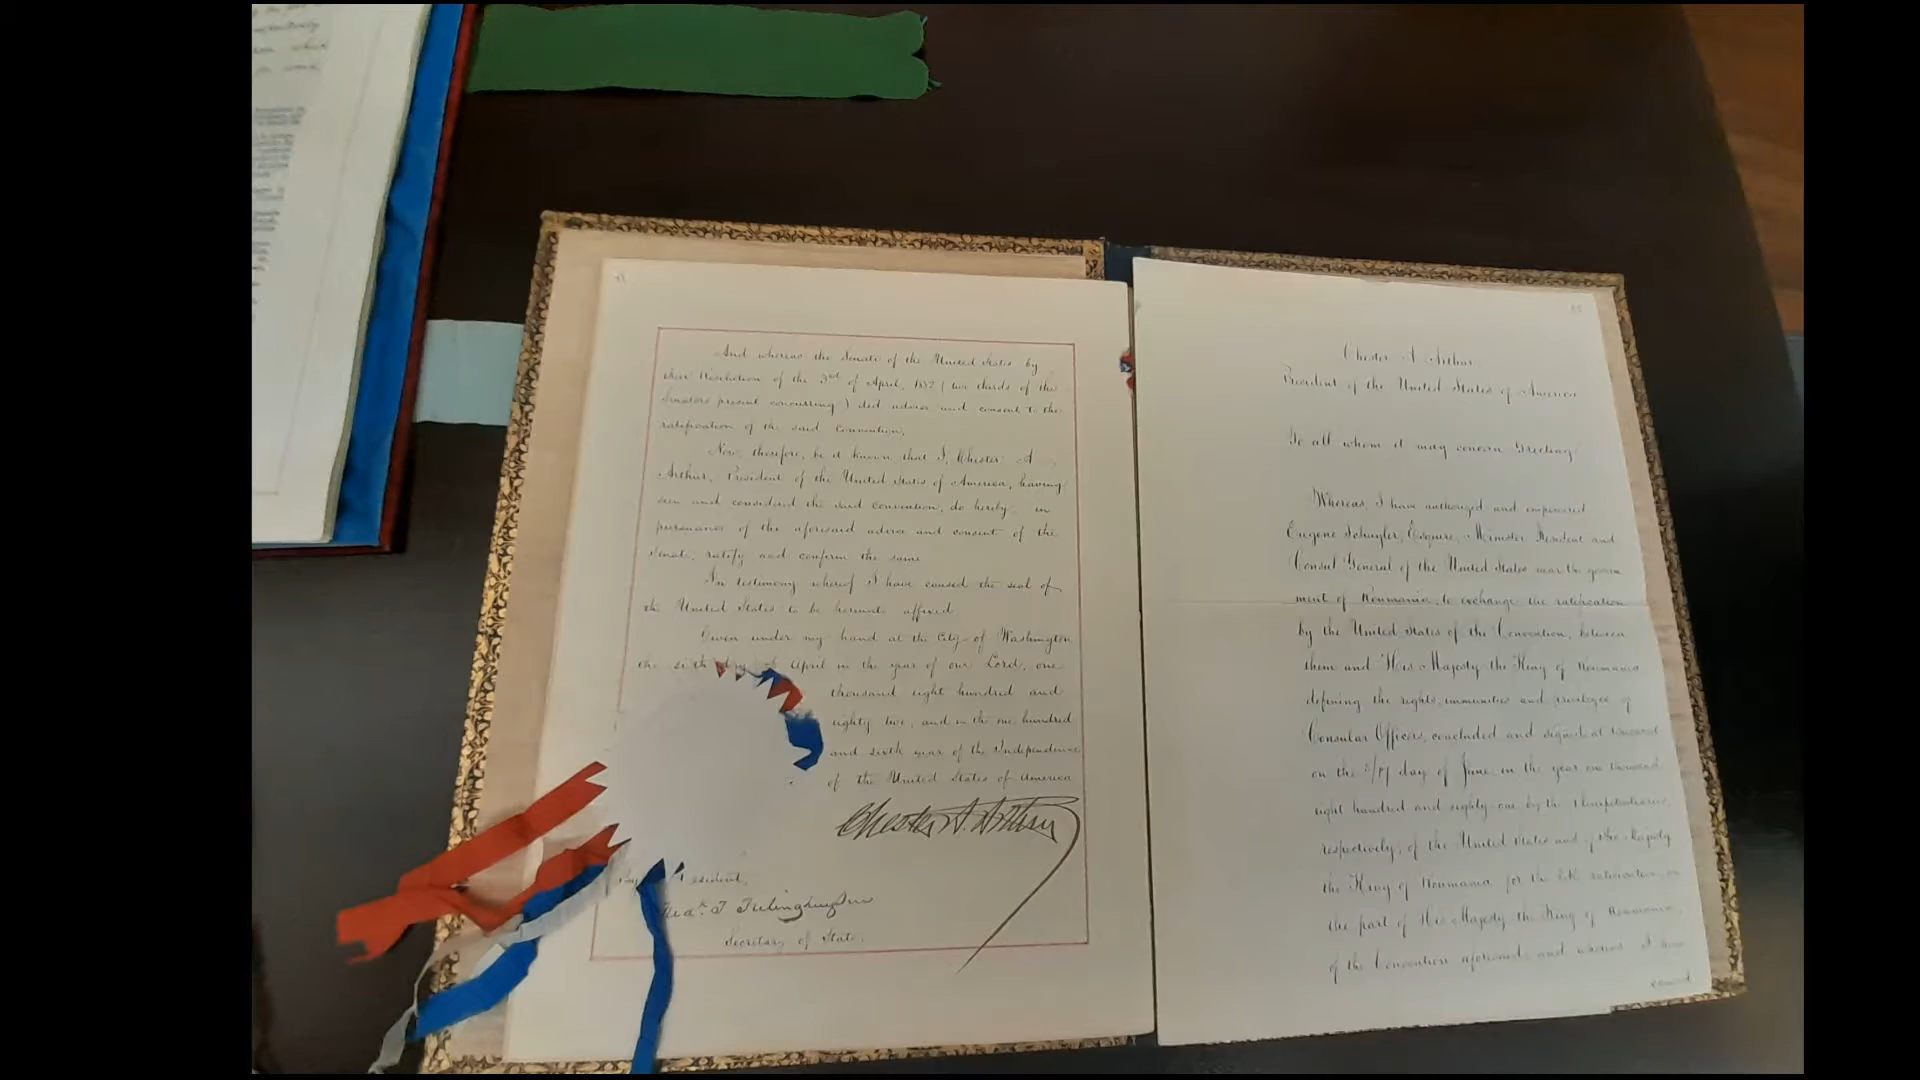 And whereas the Senate of the United States by
their Resolution of the 3rd of April, 1882 (two thirds of the
Senators present concurring) did advise and consent to the
ratification of the said Convention.
Now, therefore, be it known that I, Chester A
Arthur, President of the United States of America, having
seen and considered the said convention, do hereby in
pursuance of the aforesaid advice and consent of the
Senate, ratify and confirm the same
In testimony whereof I have caused the seal of
the United States to be hereunto affixed
Given under my hand at the City of Washington
the sixth day of April in the year of our Lord, one
thousand eight hundred and
eighty two, and in the one hundred
and sixth year of the Independence
of the United States of America
Chester A. Arthur
esident,
Secretary of State.
Chester A Arthur
President of the United States of America
To all whom it may concern Greeting
Whereas, I have authorized and empowered
Eugene Schuyler, Esquire, Minister Resident and
Consul General of the United States near the govern
ment of Roumania, to exchange the ratification
by the United States of the Convention, between
them and His Majesty the King of Roumania
defining the rights, immunities and privileges of
Consular Officers, concluded and signed at
on the 5/17 day of June in the year one thousand
eight hundred and eighty-one by the Plenipotentiaries
respectively, of the United States and of His Majesty
the King of Roumania for the like ratification on
the part of His Majesty the King of Roumania,
of the Convention aforesaid and whereas I have